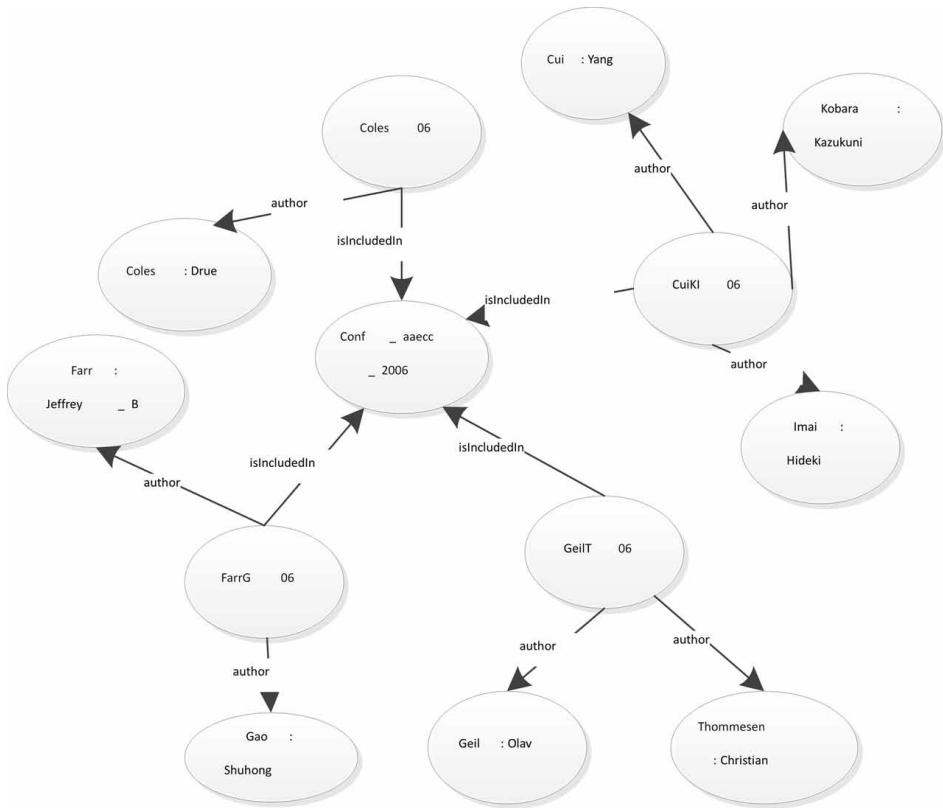 Cui : Yang
Coles 06
Kobara :
Kazukuni
author
author
author
isIncludedIn
Coles : Drue
CuiKI 06
isIncludedIn
Conf _ aaecc
_ 2006
author
Farr :
Jeffrey _ B
Imai :
Hideki
isIncludedIn
isIncludedIn
author
GeilT 06
FarrG 06
author
author
author
Thommesen
: Christian
Gao :
Shuhong
Geil : Olav